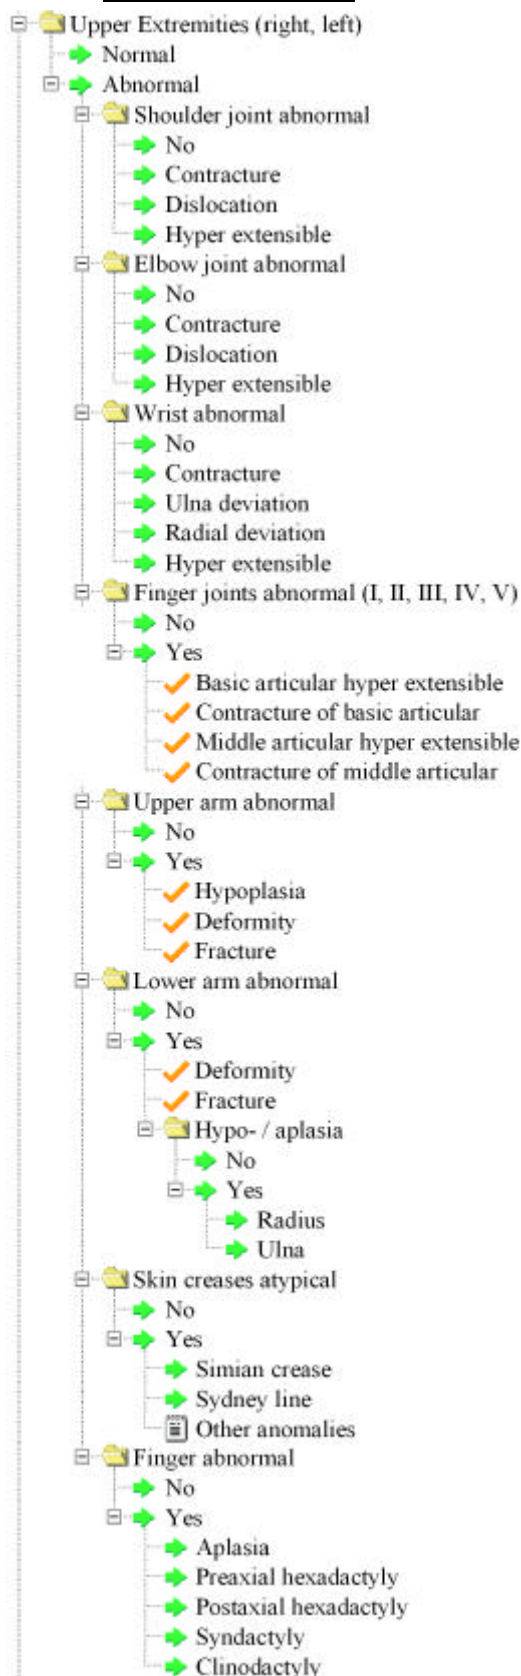 Upper Extremities (right, left)
Normal
Abnormal
Shoulder joint abnormal
No
Contracture
Dislocation
Hyper extensible
Elbow joint abnormal
No
Contracture
Dislocation
Hyper extensible
Wrist abnormal
No
Contracture
Ulna deviation
Radial deviation
Hyper extensible
Finger joints abnormal (I, II, III, IV, V)
No
Yes
Basic articular hyper extensible
Contracture of basic articular
Middle articular hyper extensible
Contracture of middle articular
Upper arm abnormal
No
Yes
Hypoplasia
Deformity
Fracture
Lower arm abnormal
No
Yes
Deformity
Fracture
Hypo- / aplasia
No
Yes
Radius
Ulna
Skin creases atypical
No
Yes
Simian crease
Sydney line
Other anomalies
Finger abnormal
No
Yes
Aplasia
Preaxial hexadactyly
Postaxial hexadactyly
Syndactyly
Clinodactyly